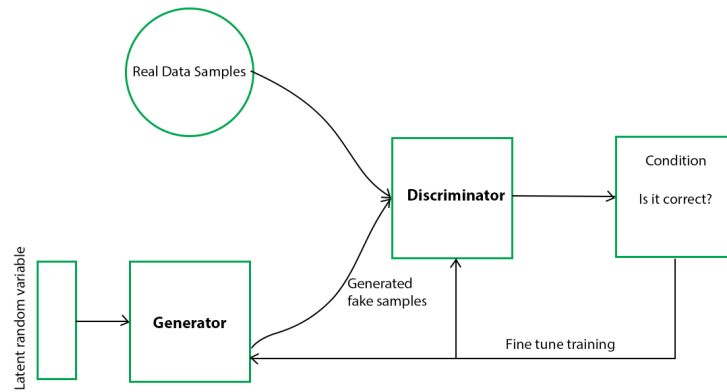 Real Data Samples
Condition
Is it correct?
Discriminator
Latent random variable
Generator
Generated
fake samples
Fine tune training